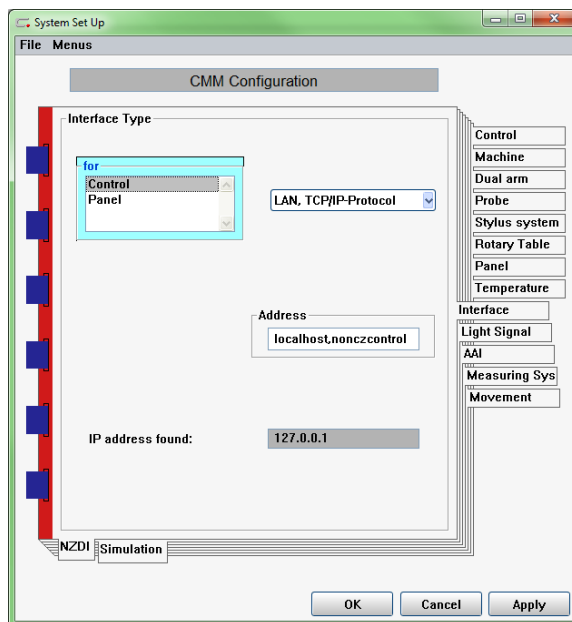 System Set Up
File Menus
CMM Configuration
Interface Type
for
Control
Panel
LAN, TCP/IP-Protocol
Address
localhost,nonczcontrol
IP address found:
127.0.0.1
Control
Machine
Dual arm
Probe
Stylus system
Rotary Table
Panel
Temperature
Interface
Light Signal
AAI
Measuring Sys
Movement
NZDI
Simulation
OK
Cancel
Apply